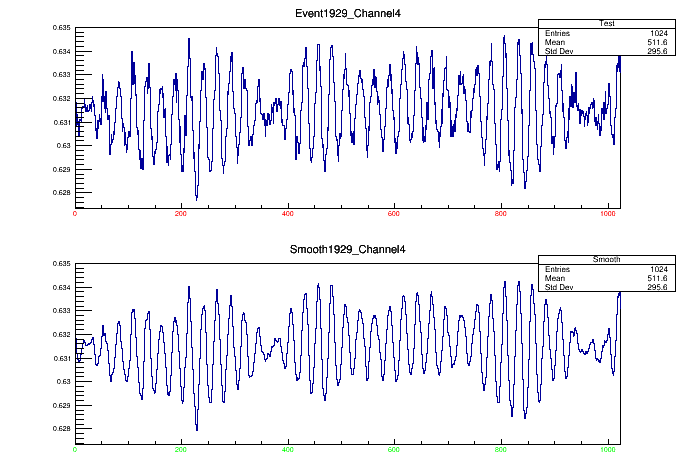 Event1929_Channel4
Test
Entries 1024
Mean 511.6
Std Dev 295.6
0.635
0.634
0.633
0.632
0.631
0.63
0.629
0.628
0 200 400 600 800 1000
Smooth1929_Channel4
Smooth
Entries 1024
Mean 511.6
Std Dev 295.6
0.635
0.634
0.633
0.632
0.631
0.63
0.629
0.628
0 200 400 600 800 1000